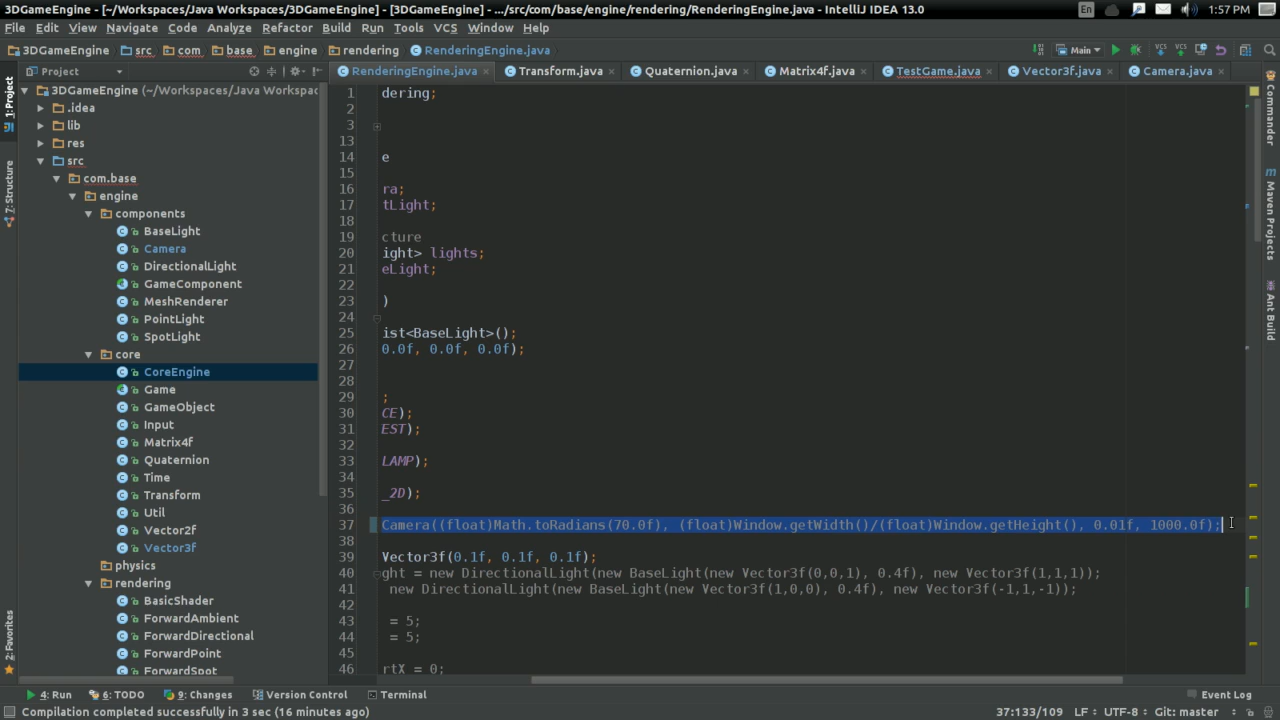 3DGameEngine (~/Workspaces/Java Workspaces/3DGameEngine) - [3DGameEngine] - .../src/com/base/engine/rendering/RenderingEngine.java - IntelliJ IDEA 13.0
En
1:57 PM
File Edit View Navigate Code Analyze Refactor Build Run Tools VCS Window Help
3DGameEngine src com base engine rendering RenderingEngine.java
Main
VCS VCS
Project
RenderingEngine.java Transform.java Quaternion.java Matrix4f.java TestGame.java Vector3f.java Camera.java
1: Project
7: Structure
2: Favorites
3DGameEngine (~/Workspaces/Java Workspac
.idea
lib
res
src
com.base
engine
components
BaseLight
Camera
DirectionalLight
GameComponent
MeshRenderer
PointLight
SpotLight
core
CoreEngine
Game
GameObject
Input
Matrix4f
Quaternion
Time
Transform
Util
Vector2f
Vector3f
physics
rendering
BasicShader
ForwardAmbient
ForwardDirectional
ForwardPoint
ForwardSpot
1 dering;
2
3
13
14 e
15
16 ra;
17 tLight;
18
19 cture
20 ight> lights;
21 eLight;
22
23 )
24
25 ist<BaseLight>();
26 0.0f, 0.0f, 0.0f);
27
28
29 ;
30 CE);
31 EST);
32
33 LAMP);
34
35 _2D);
36
37 Camera((float)Math.toRadians(70.0f), (float)Window.getWidth()/(float)Window.getHeight(), 0.01f, 1000.0f);
38
39 Vector3f(0.1f, 0.1f, 0.1f);
40 ght = new DirectionalLight(new BaseLight(new Vector3f(0,0,1), 0.4f), new Vector3f(1,1,1));
41 new DirectionalLight(new BaseLight(new Vector3f(1,0,0), 0.4f), new Vector3f(-1,1,-1));
42
43 = 5;
44 = 5;
45
46 rtX = 0;
Commander
Maven Projects
Ant Build
4: Run 6: TODO 9: Changes Version Control Terminal Event Log
Compilation completed successfully in 3 sec (16 minutes ago) 37:133/109 LF UTF-8 Git: master